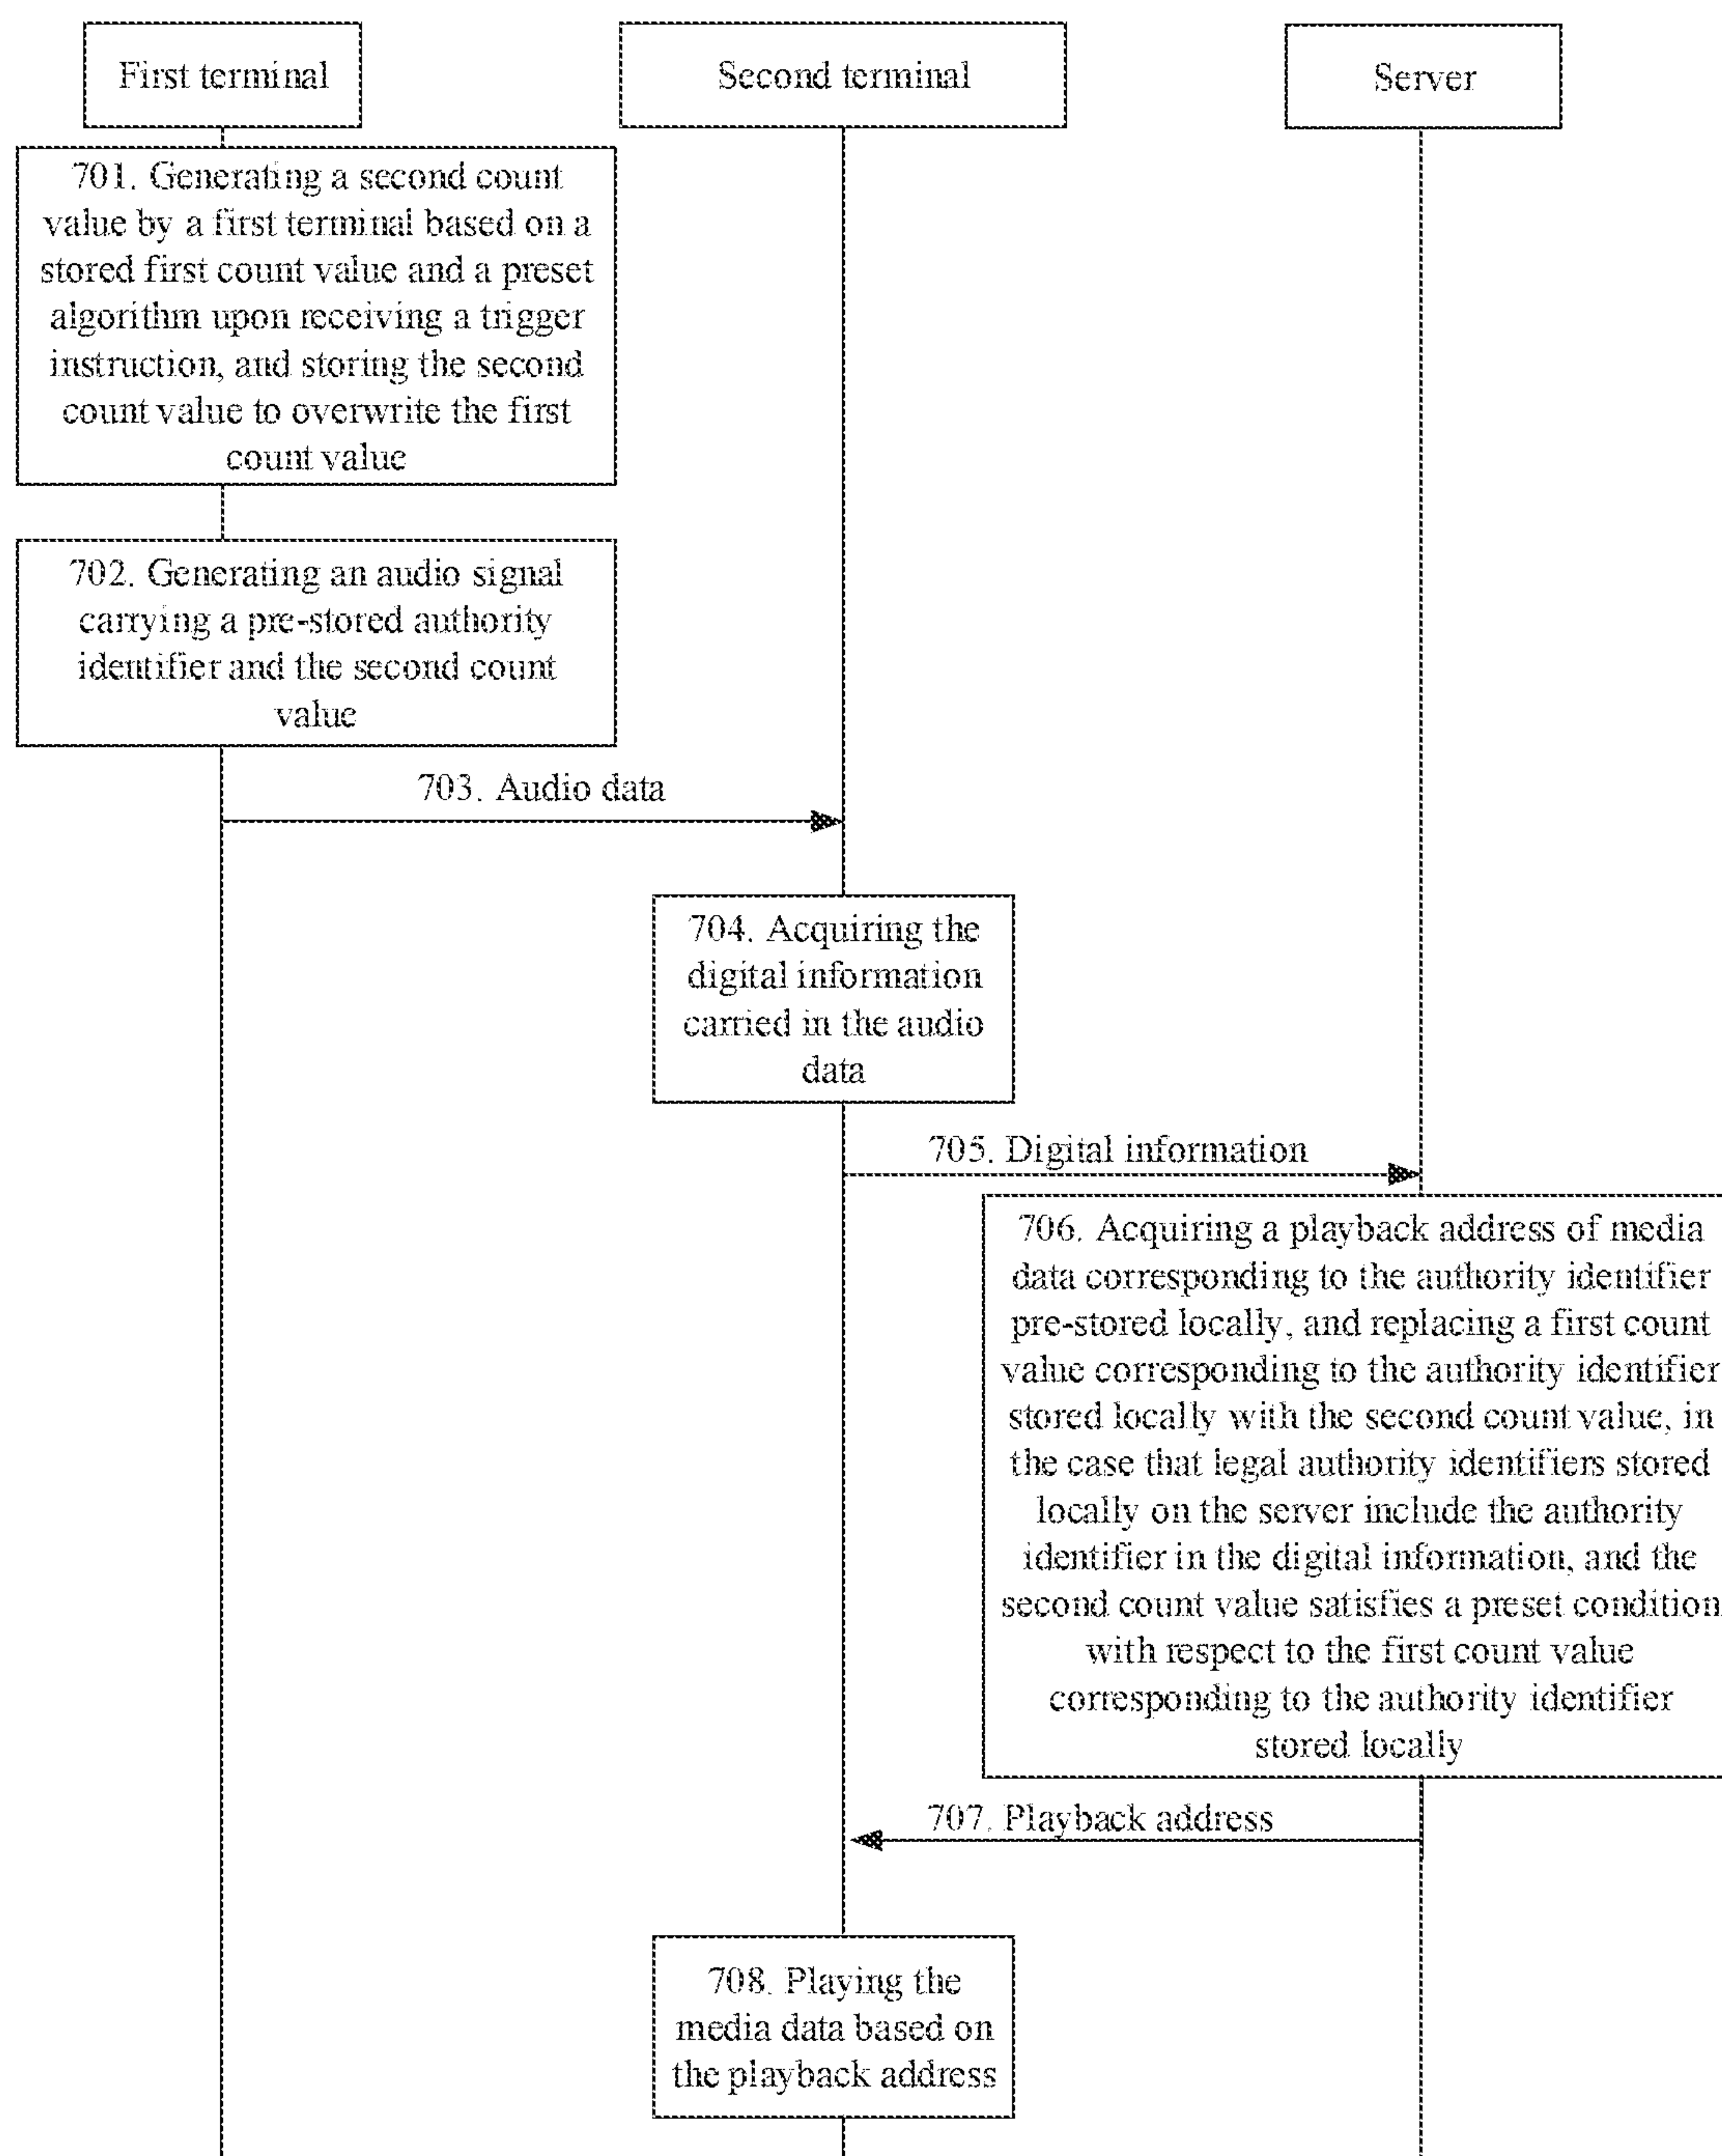 First terminal
Second terminal
Server
701. Generating a second count
value by a first terminal based on a
stored first count value and a preset
algorithm upon receiving a trigger
instruction, and storing the second
count value to overwrite the first
count value
702. Generating an audio signal
carrying a pre-stored authority
identifier and the second count
value
703. Audio data
704. Acquiring the
digital information
carried in the audio
data
705. Digital information
706. Acquiring a playback address of media
data corresponding to the authority identifier
pre-stored locally, and replacing a first count
value corresponding to the authority identifier
stored locally with the second count value, in
the case that legal authority identifiers stored
locally on the server include the authority
identifier in the digital information, and the
second count value satisfies a preset condition
with respect to the first count value
corresponding to the authority identifier
stored locally
707. Playback address
708. Playing the
media data based on
the playback address